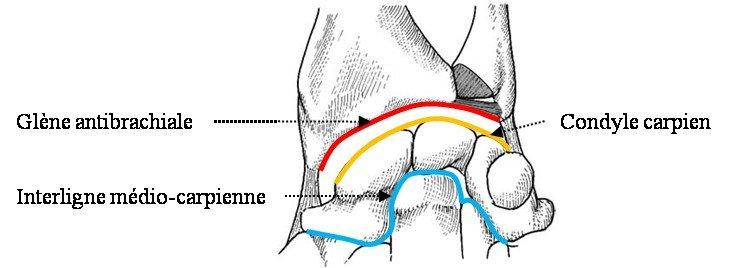 Glène antibrachiale
Condyle carpien
Interligne médio-carpienne